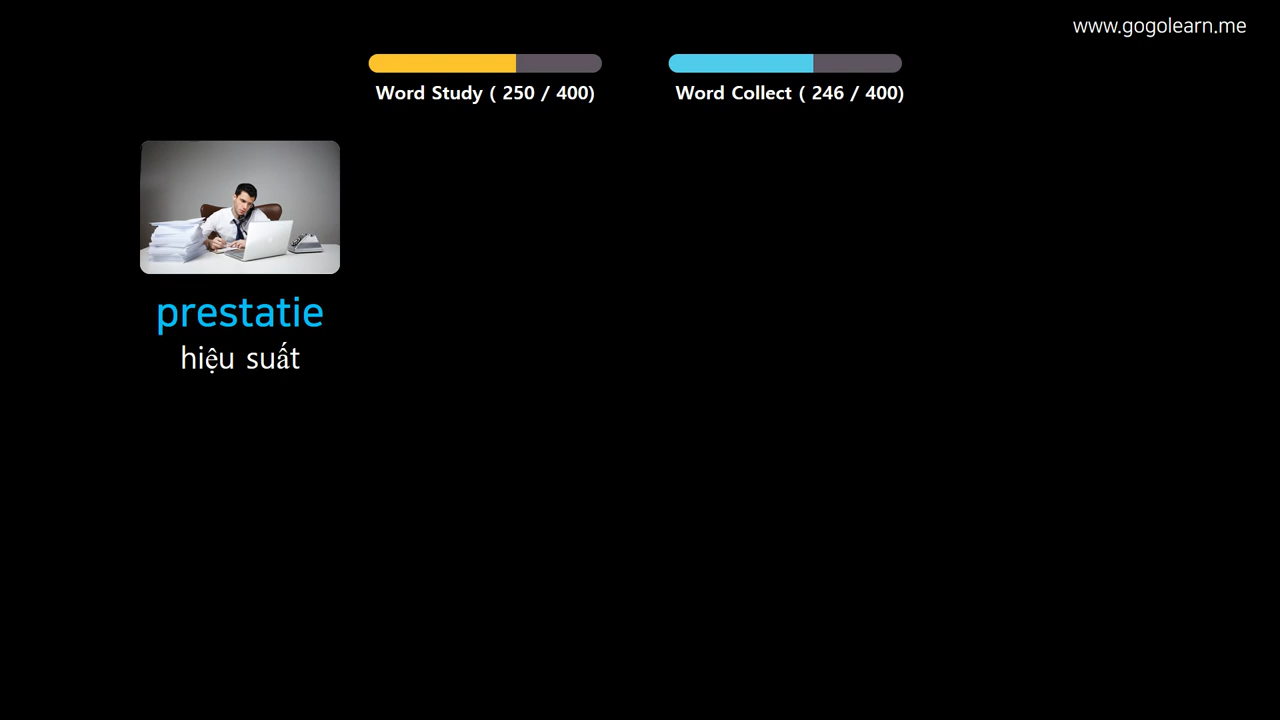 www.gogolearn.me
Word Study ( 250 / 400)
Word Collect ( 246 / 400)
prestatie
hiệu suất